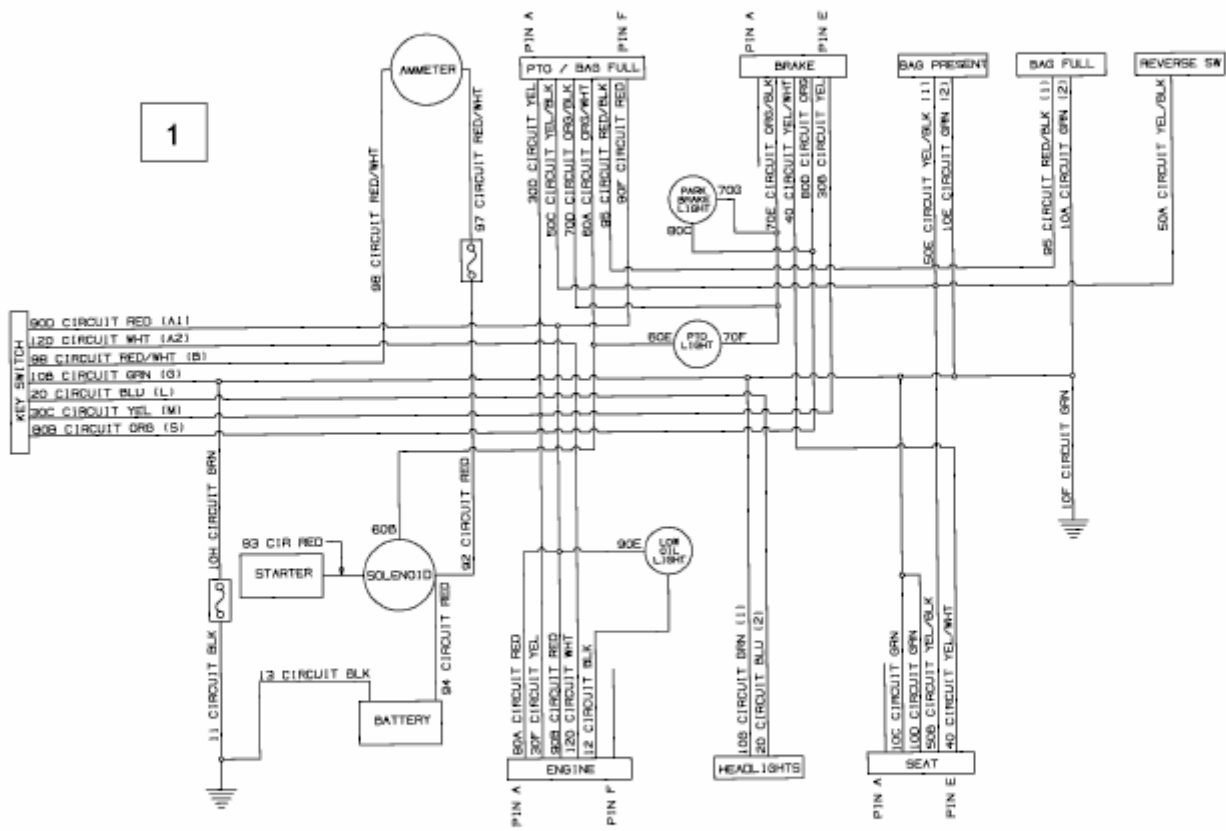 1
AMMETER
98 CIRCUIT RED/WHT
97 CIRCUIT RED/WHT
PIN A
PIN F
PTO / BAG FULL
30D CIRCUIT YEL
50C CIRCUIT YEL/BLK
70D CIRCUIT ORG/BLK
60A CIRCUIT ORG/WHT
95 CIRCUIT RED/BLK
90F CIRCUIT RED
PIN A
PIN E
BRAKE
70E CIRCUIT ORG/BLK
40 CIRCUIT YEL/WHT
80D CIRCUIT ORG
30B CIRCUIT YEL
BAG PRESENT
50E CIRCUIT YEL/BLK (1)
10E CIRCUIT GRN (2)
BAG FULL
95 CIRCUIT RED/BLK (1)
10A CIRCUIT GRN (2)
REVERSE SW
50A CIRCUIT YEL/BLK
PARK
BRAKE
LIGHT
70G
80C
KEY SWITCH
90D CIRCUIT RED (A1)
120 CIRCUIT WHT (A2)
98 CIRCUIT RED/WHT (B)
10B CIRCUIT GRN (G)
20 CIRCUIT BLU (L)
30C CIRCUIT YEL (M)
80B CIRCUIT ORG (S)
60E
PTO
LIGHT
70F
10H CIRCUIT GRN
11 CIRCUIT BLK
93 CIR RED
STARTER
60B
SOLENOID
92 CIRCUIT RED
94 CIRCUIT RED
13 CIRCUIT BLK
BATTERY
90E
LOW
OIL
LIGHT
80A CIRCUIT RED
30F CIRCUIT YEL
90B CIRCUIT RED
120 CIRCUIT WHT
12 CIRCUIT BLK
ENGINE
PIN A
PIN F
10B CIRCUIT GRN (1)
20 CIRCUIT BLU (2)
HEADLIGHTS
10C CIRCUIT GRN
10D CIRCUIT GRN
50B CIRCUIT YEL/BLK
40 CIRCUIT YEL/WHT
SEAT
PIN A
PIN E
10F CIRCUIT GRN